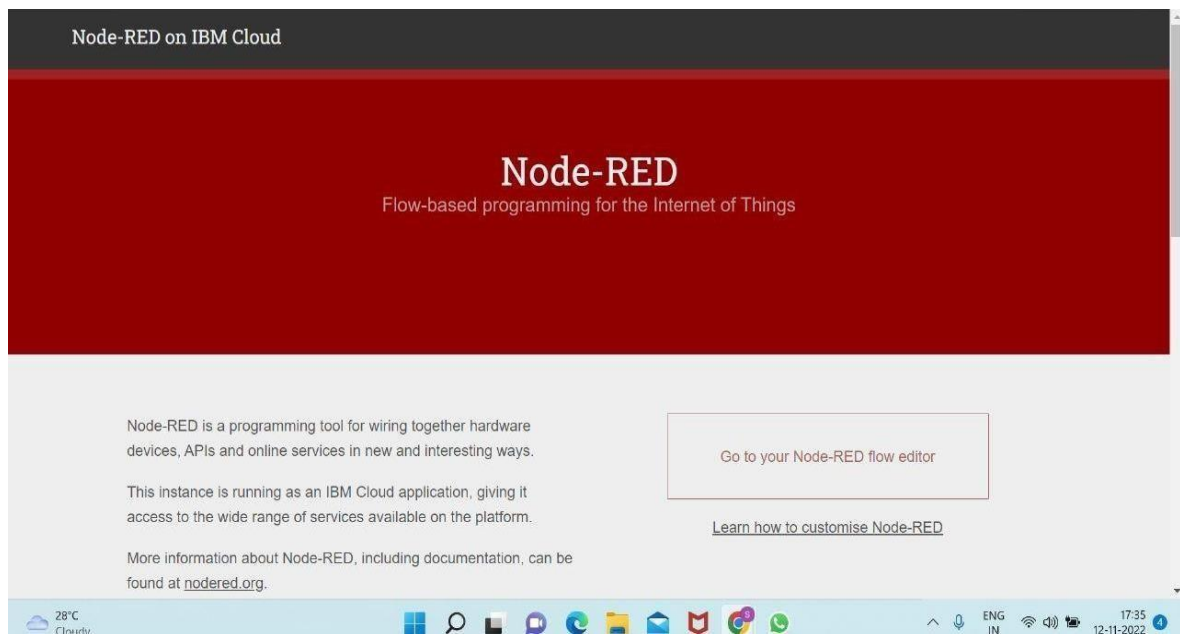 Node-RED on IBM Cloud
Node-RED
Flow-based programming for the Internet of Things
Node-RED is a programming tool for wiring together hardware
devices, APIs and online services in new and interesting ways.
This instance is running as an IBM Cloud application, giving it
access to the wide range of services available on the platform.
More information about Node-RED, including documentation, can be
found at nodered.org.
Go to your Node-RED flow editor
Learn how to customise Node-RED
28°C
Cloudy
S
ENG
IN
17:35
12-11-2022
4